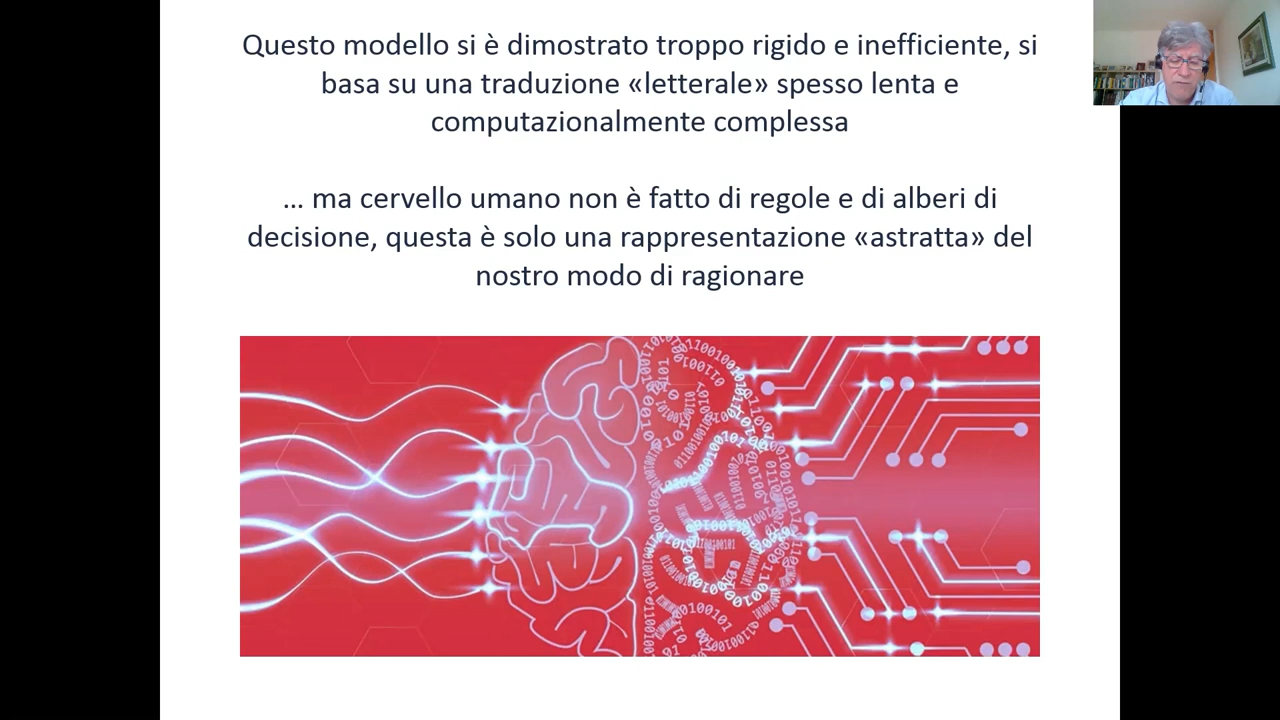 Questo modello si è dimostrato troppo rigido e inefficiente, si
basa su una traduzione «letterale» spesso lenta e
computazionalmente complessa
… ma cervello umano non è fatto di regole e di alberi di
decisione, questa è solo una rappresentazione «astratta» del
nostro modo di ragionare